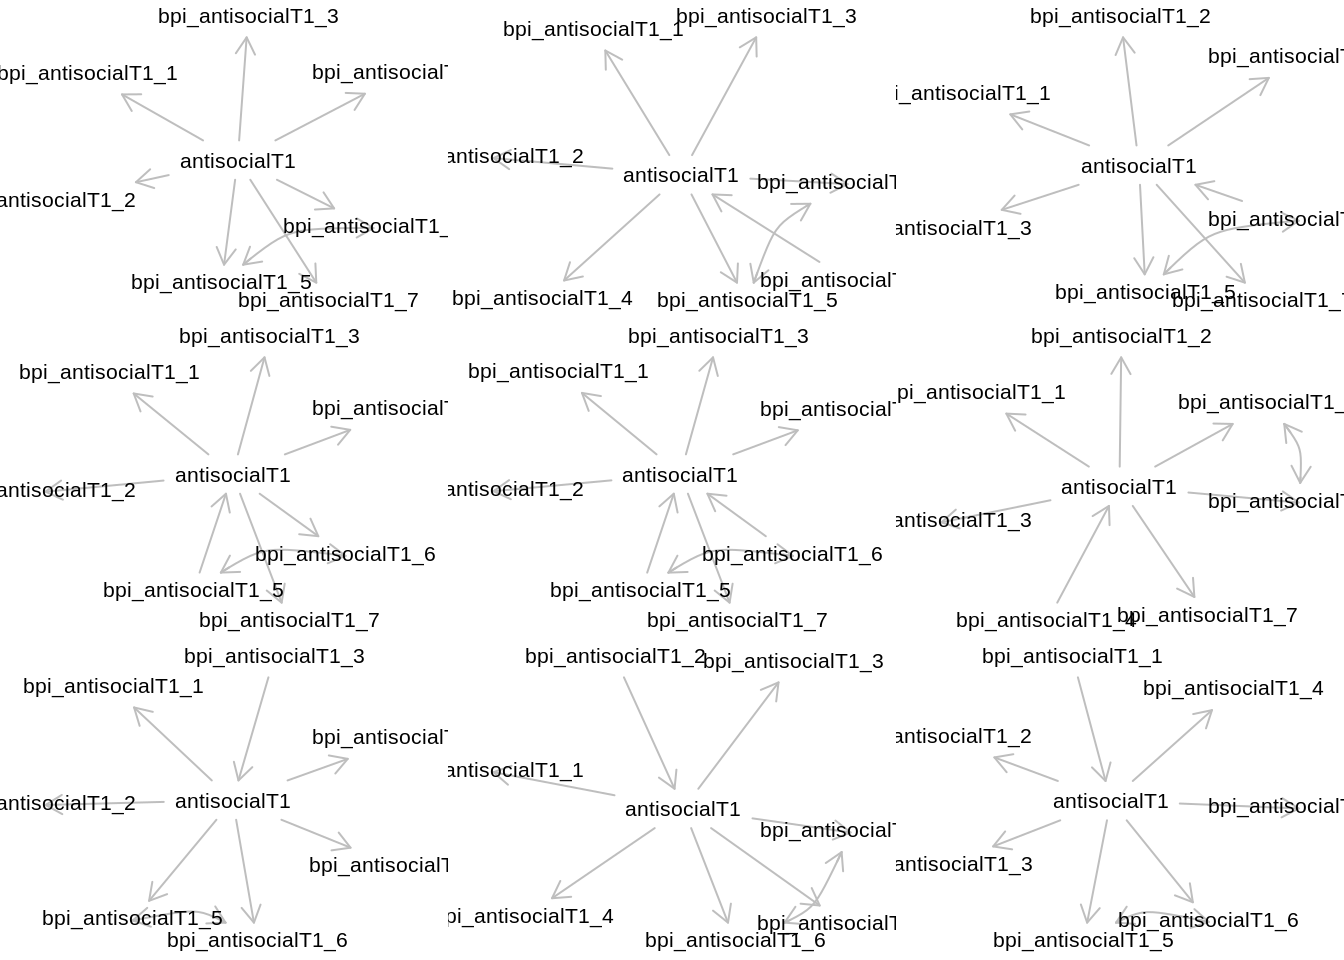 bpi_antisocialT1_3
bpi_antisocialT1_1
bpi_antisocialT
antisocialT1
antisocialT1_2
bpi_antisocialT1_
bpi_antisocialT1_5
bpi_antisocialT1_7
bpi_antisocialT1_3
bpi_antisocialT1_1
antisocialT1_2
antisocialT1
bpi_antisocialT
bpi_antisocialT
bpi_antisocialT1_4
bpi_antisocialT1_5
bpi_antisocialT1_2
bpi_antisocialT
i_antisocialT1_1
antisocialT1
bpi_antisocialT
antisocialT1_3
bpi_antisocialT1_5
bpi_antisocialT1_7
bpi_antisocialT1_3
bpi_antisocialT1_1
bpi_antisocialT
antisocialT1
antisocialT1_2
bpi_antisocialT1_6
bpi_antisocialT1_5
bpi_antisocialT1_7
bpi_antisocialT1_3
bpi_antisocialT1_1
bpi_antisocialT
antisocialT1
antisocialT1_2
bpi_antisocialT1_6
bpi_antisocialT1_5
bpi_antisocialT1_7
bpi_antisocialT1_2
pi_antisocialT1_1
bpi_antisocialT1_
antisocialT1
bpi_antisocialT
antisocialT1_3
bpi_antisocialT1_4
bpi_antisocialT1_7
bpi_antisocialT1_3
bpi_antisocialT1_1
bpi_antisocialT
antisocialT1
antisocialT1_2
bpi_antisocialT
bpi_antisocialT1_5
bpi_antisocialT1_6
bpi_antisocialT1_2
bpi_antisocialT1_3
antisocialT1_1
antisocialT1
bpi_antisocialT
pi_antisocialT1_4
bpi_antisocialT
bpi_antisocialT1_6
bpi_antisocialT1_1
bpi_antisocialT1_4
antisocialT1_2
antisocialT1
bpi_antisocialT
antisocialT1_3
bpi_antisocialT1_6
bpi_antisocialT1_5